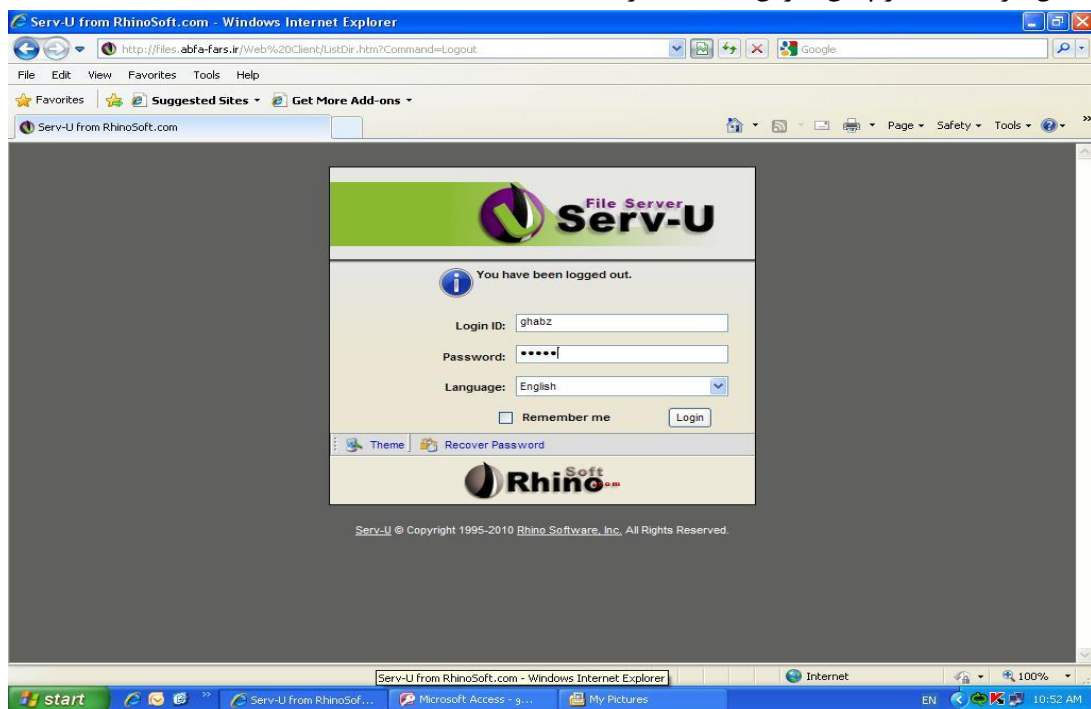 Serv-U from RhinoSoft.com - Windows Internet Explorer
http://files.abfa-fars.ir/Web%20Client/ListDir.htm?Command=Logout
Google
File Edit View Favorites Tools Help
Favorites Suggested Sites Get More Add-ons
Serv-U from RhinoSoft.com
Page Safety Tools
File Server
Serv-U
You have been logged out.
Login ID: ghabz
Password: •••••
Language: English
Remember me Login
Theme Recover Password
RhinoSoft.com
Serv-U © Copyright 1995-2010 Rhino Software, Inc. All Rights Reserved.
Serv-U from RhinoSoft.com - Windows Internet Explorer
Internet 100%
start Serv-U from RhinoSof... Microsoft Access - g... My Pictures EN 10:52 AM